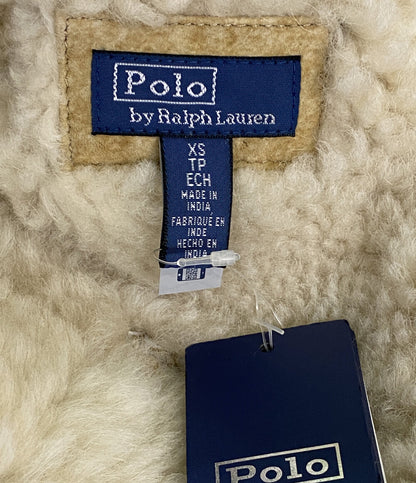 Polo
by Ralph Lauren
XS
TP
ECH
MADE IN
INDIA
FABRIQUÉ EN
INDE
HECHO EN
INDIA
Polo